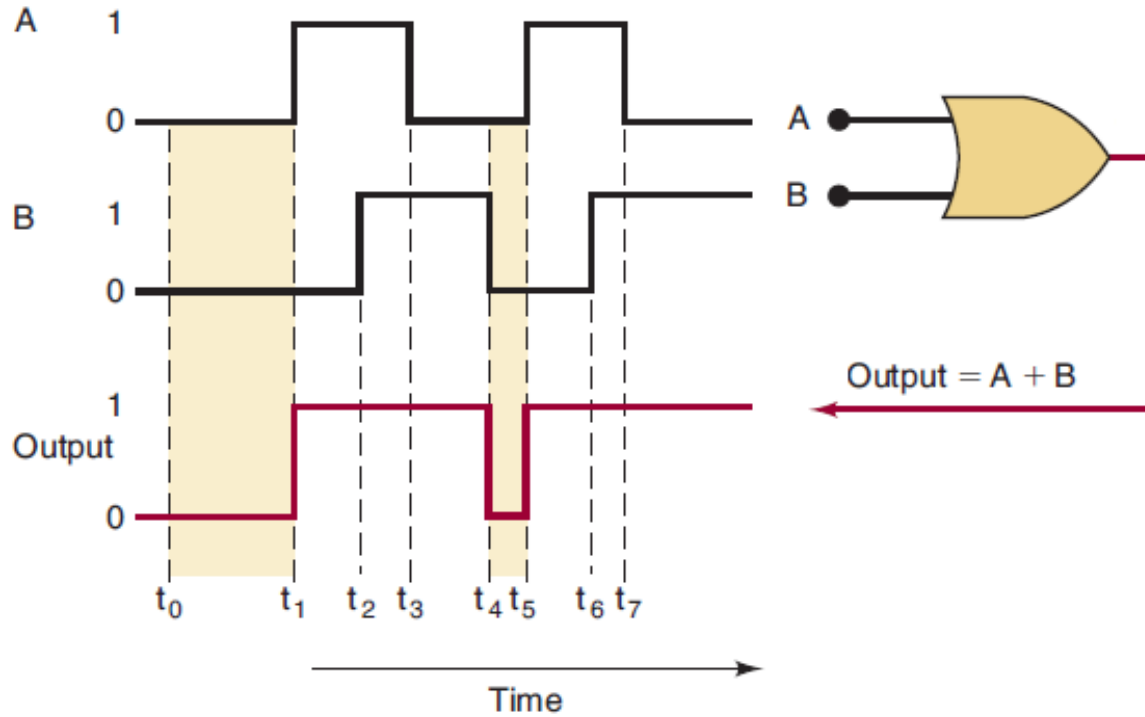 A 1
0
A
B
B 1
0
Output = A + B
1
Output
0
t₀ t₁ t₂ t₃ t₄ t₅ t₆ t₇
Time